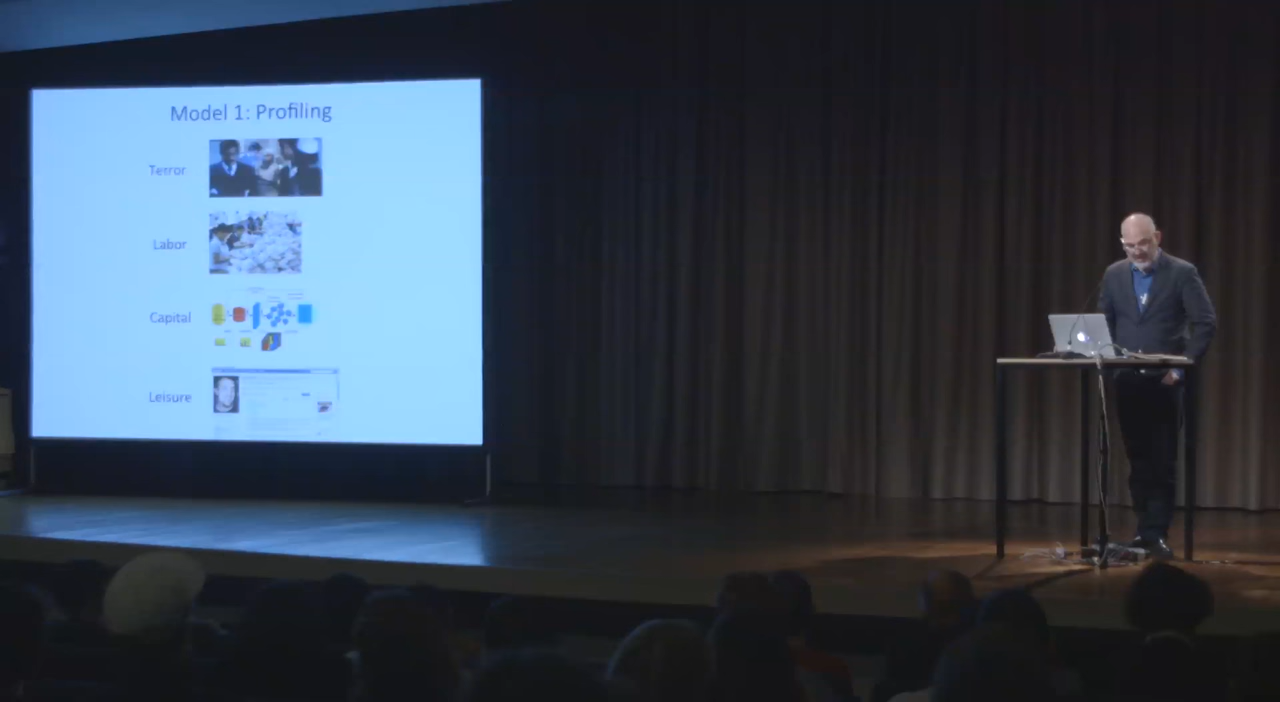 Model 1: Profiling
Terror
Labor
Capital
Leisure